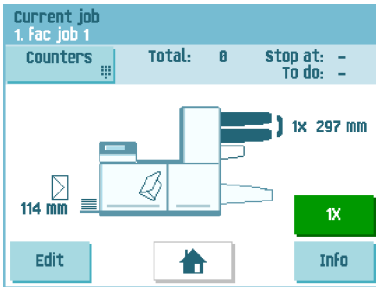 Current job
1. Fac job 1
Counters
Total: 0
Stop at: -
To do: -
1x 297 mm
114 mm
1X
Edit
Info